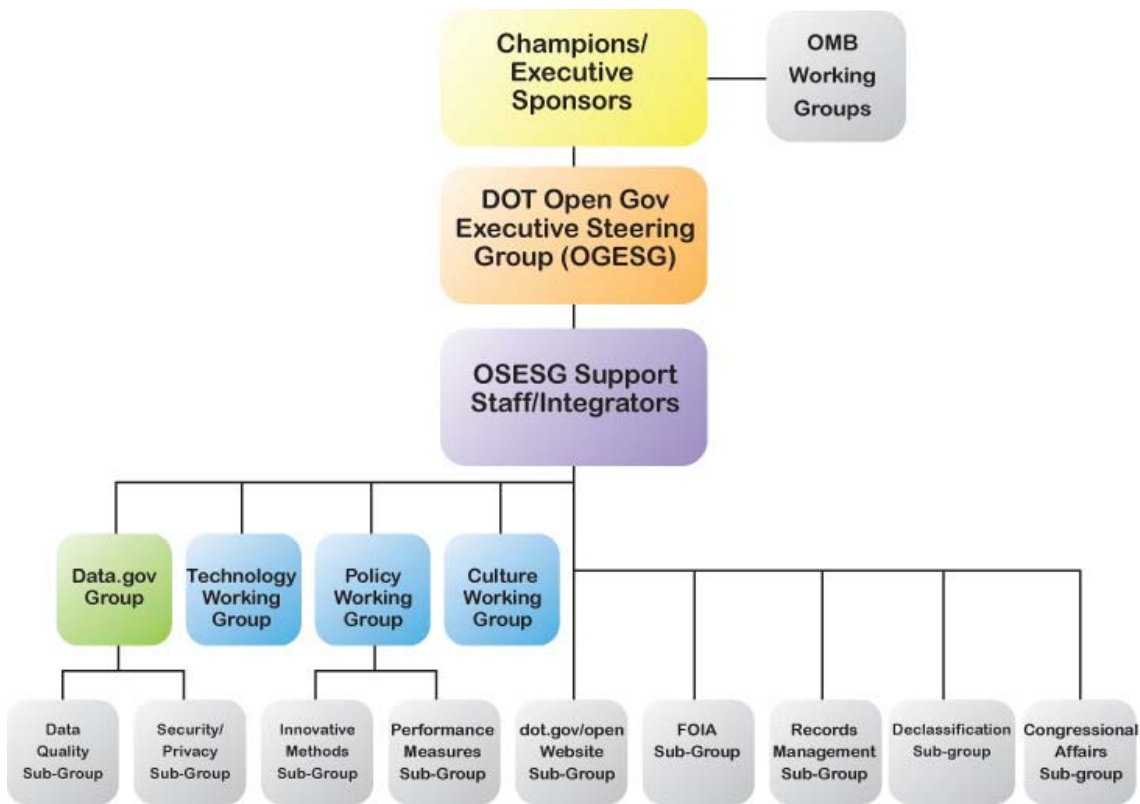 Champions/
Executive
Sponsors
OMB
Working
Groups
DOT Open Gov
Executive Steering
Group (OGESG)
OSESG Support
Staff/Integrators
Data.gov
Group
Technology
Working
Group
Policy
Working
Group
Culture
Working
Group
Data
Quality
Sub-Group
Security/
Privacy
Sub-Group
Innovative
Methods
Sub-Group
Performance
Measures
Sub-Group
dot.gov/open
Website
Sub-Group
FOIA
Sub-Group
Records
Management
Sub-Group
Declassification
Sub-group
Congressional
Affairs
Sub-group